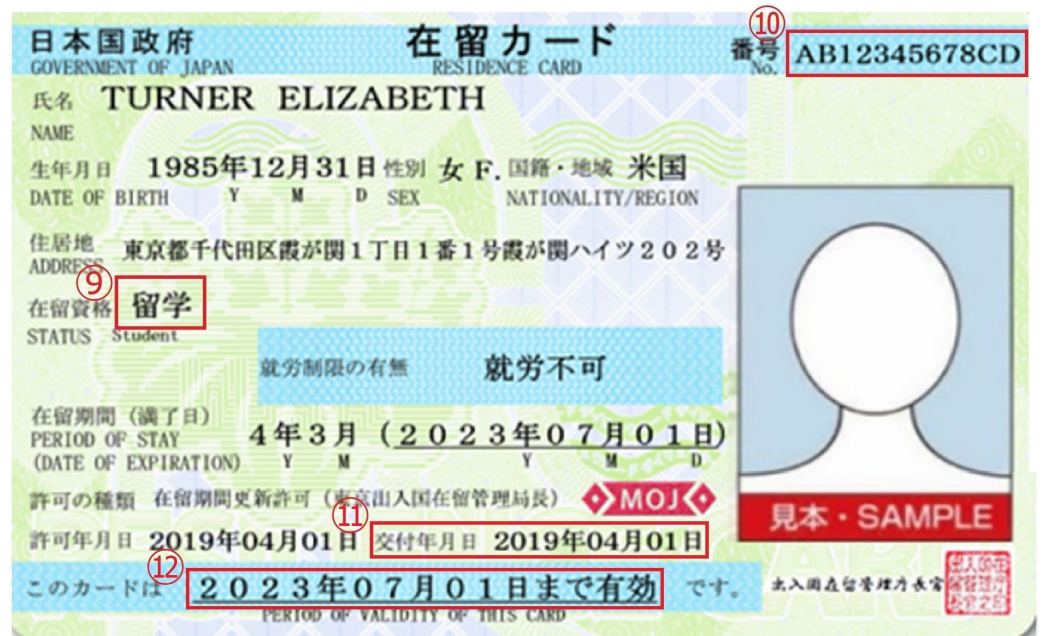 ⑩
日本国政府 在留カード 番号 AB12345678CD
GOVERNMENT OF JAPAN RESIDENCE CARD No.
氏名 TURNER ELIZABETH
NAME
生年月日 1985年12月31日 性別 女 F. 国籍・地域 米国
DATE OF BIRTH Y M D SEX NATIONALITY/REGION
住居地 東京都千代田区霞が関1丁目1番1号霞が関ハイツ202号
ADDRESS
⑨
在留資格 留学
STATUS Student
就労制限の有無 就労不可
在留期間(満了日)
PERIOD OF STAY 4年3月(2023年07月01日)
(DATE OF EXPIRATION) Y M Y M D
許可の種類 在留期間更新許可(東京出入国在留管理局長) MOJ
見本・SAMPLE
⑪
許可年月日 2019年04月01日 交付年月日 2019年04月01日
⑫
このカードは 2023年07月01日まで有効 です。
PERIOD OF VALIDITY OF THIS CARD
出入国在留管理庁長官